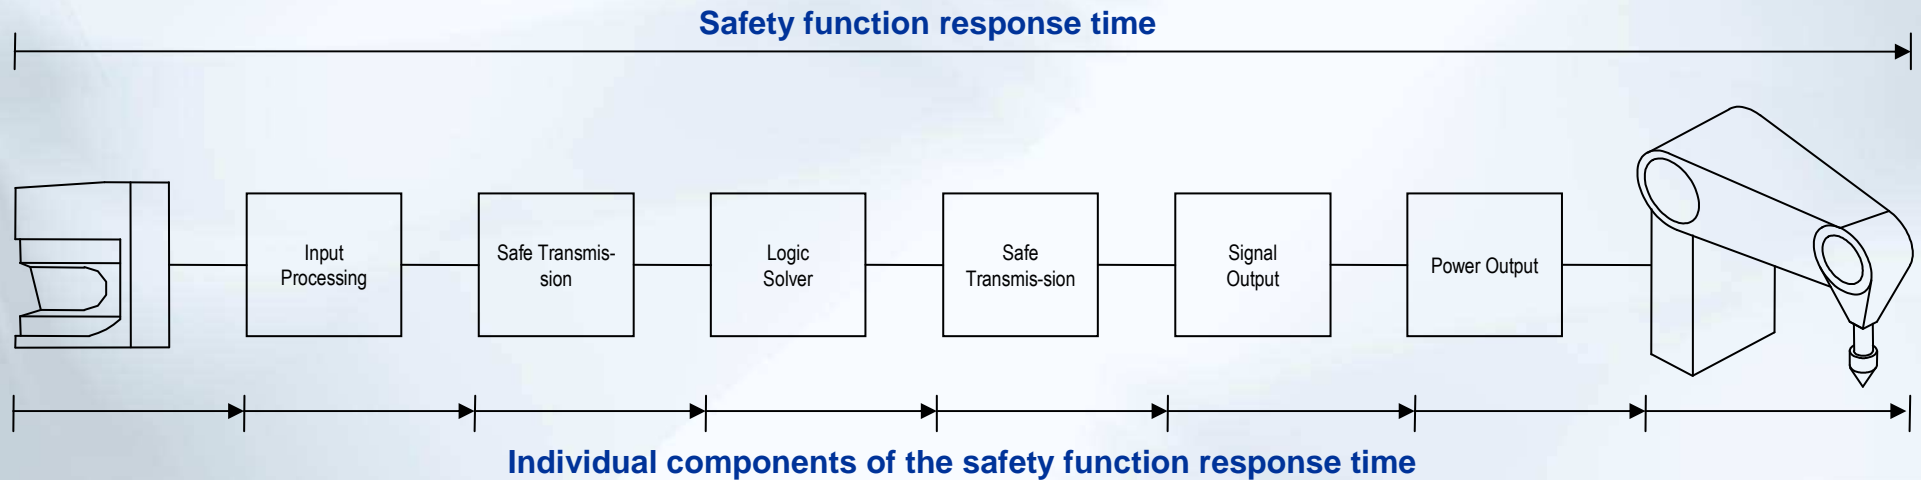 Safety function response time
Input
Processing
Safe Transmis-
sion
Logic
Solver
Safe
Transmis-sion
Signal
Output
Power Output
Individual components of the safety function response time